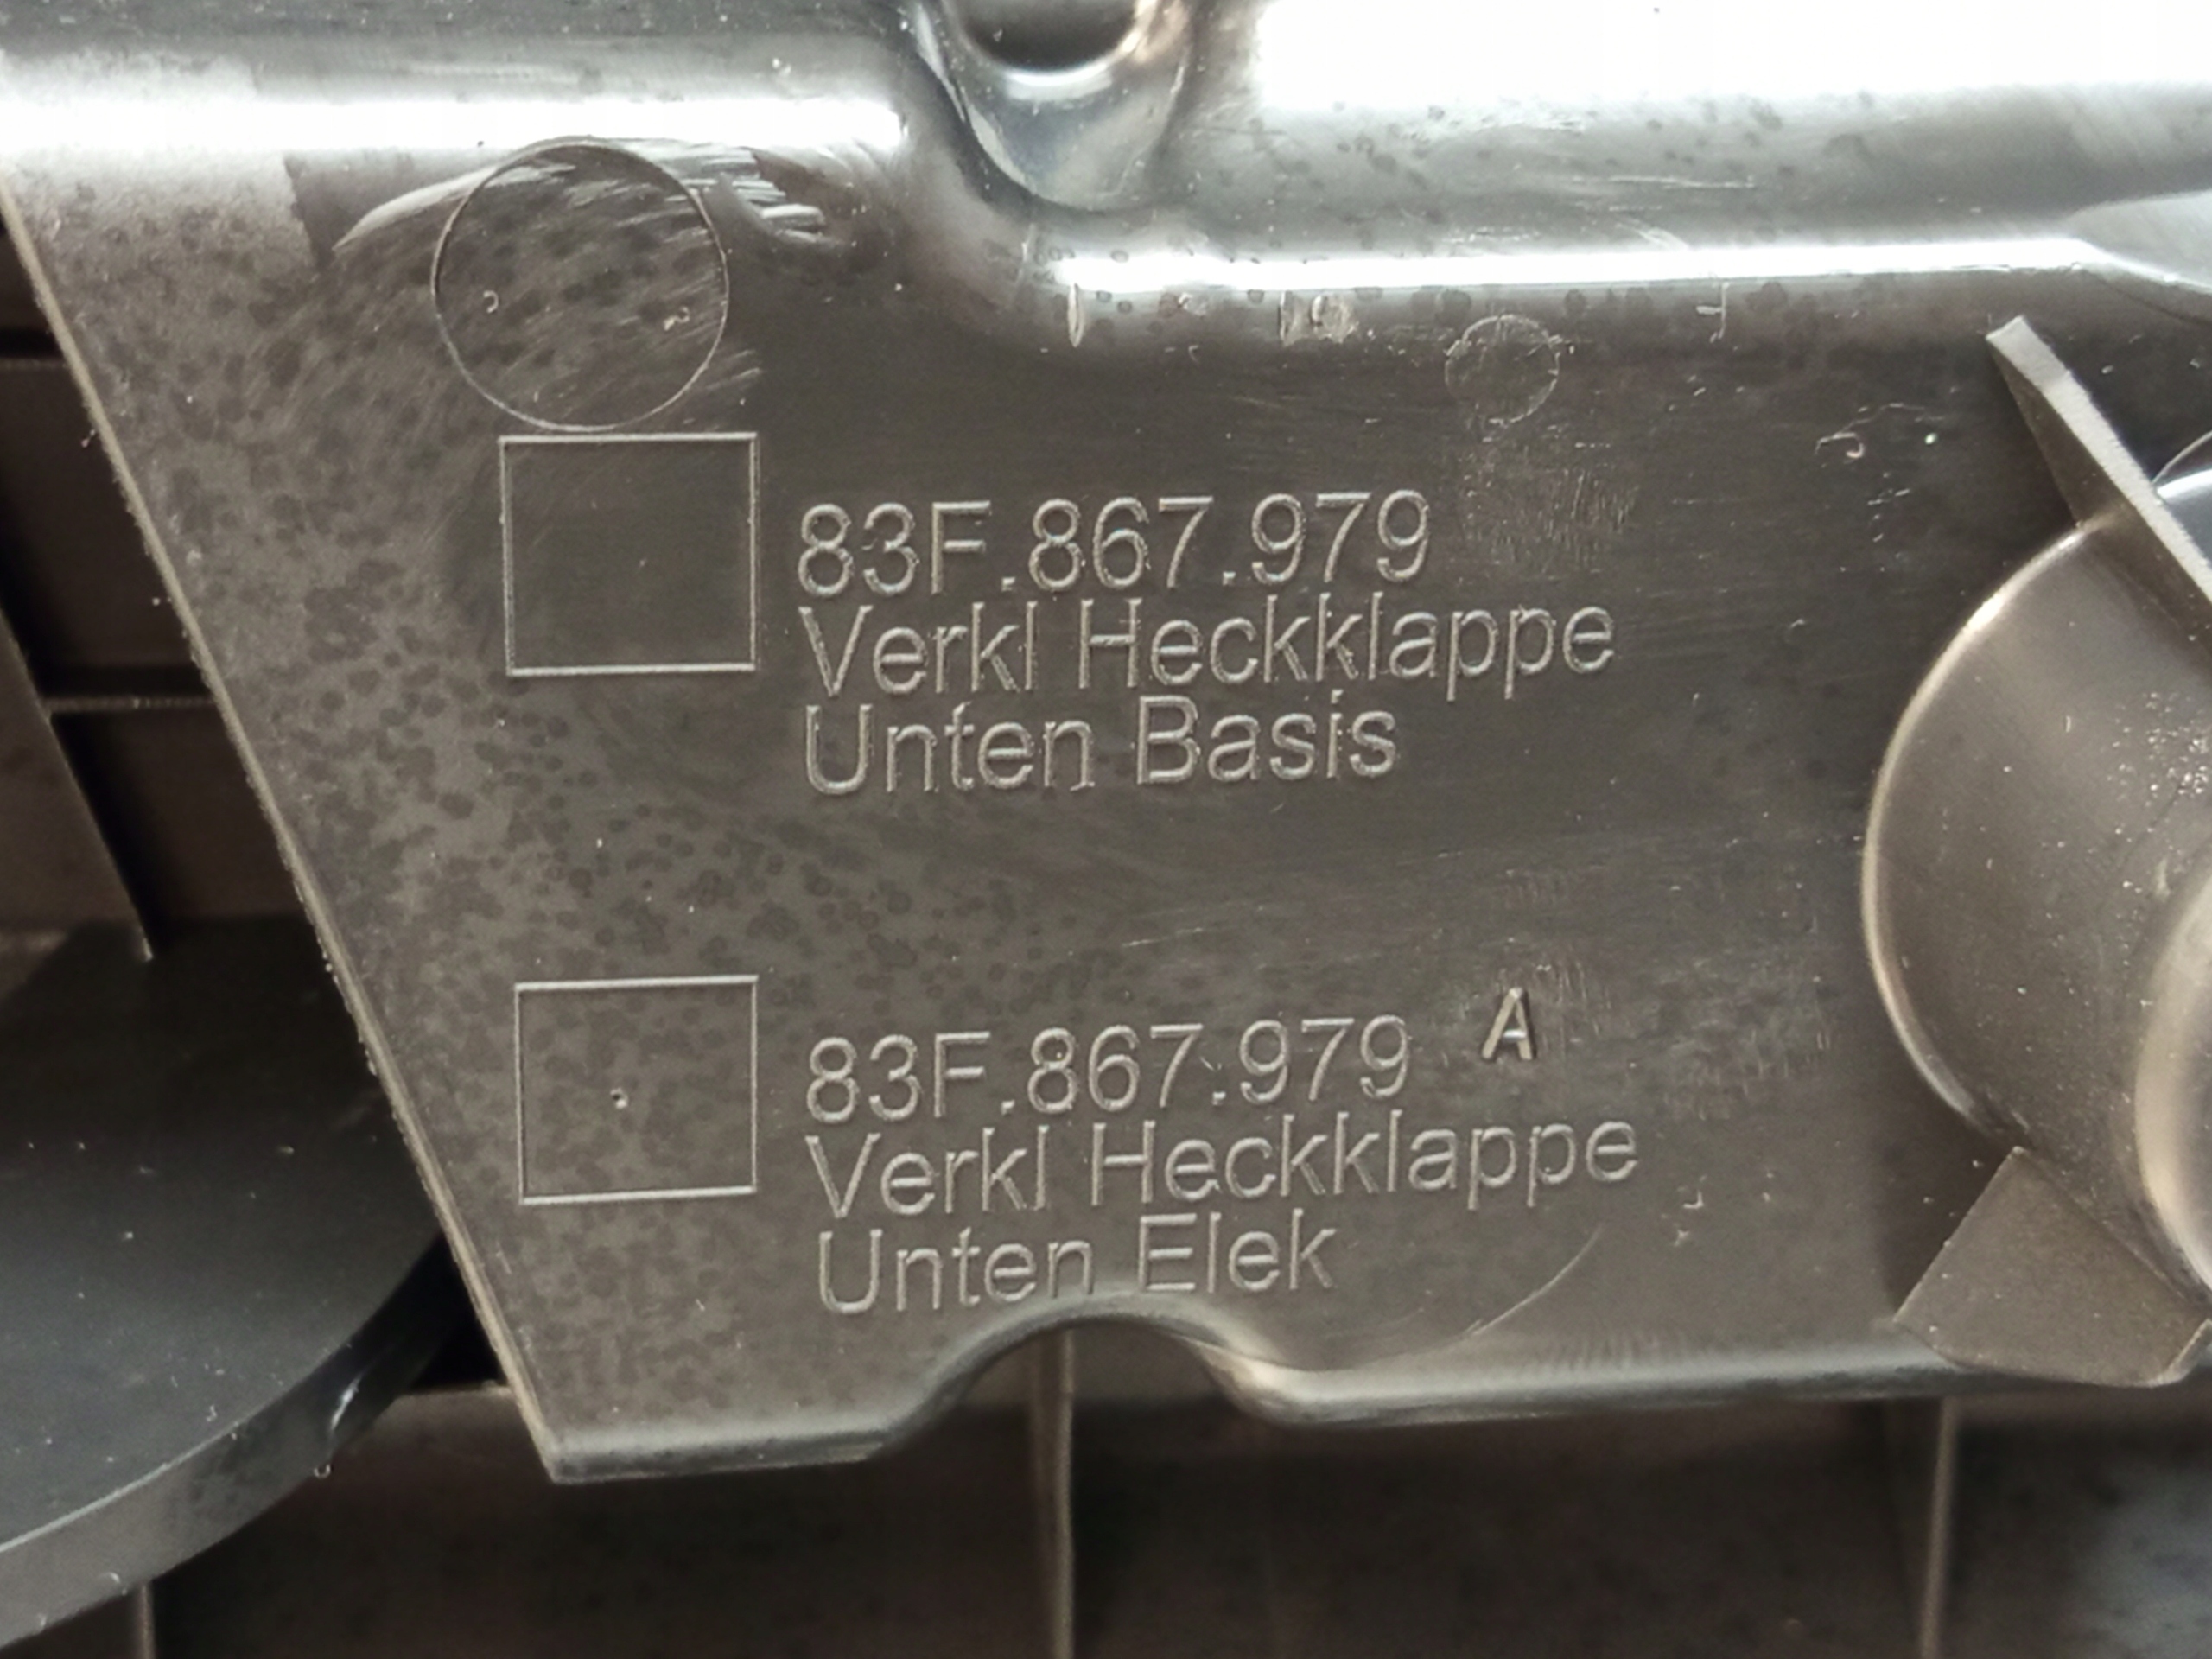 83F.867.979
Verkl Heckklappe
Unten Basis
83F.867.979 A
Verkl Heckklappe
Unten Elek